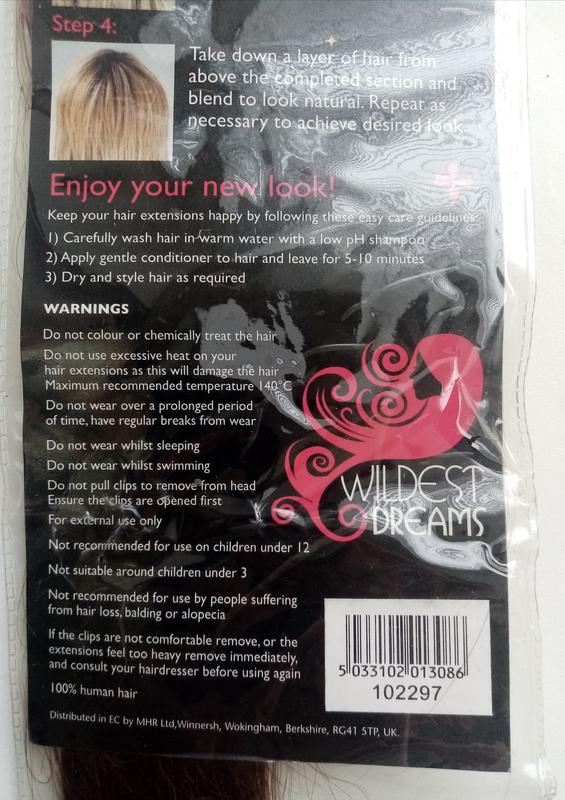 Step 4:
Take down a layer of hair from
above the completed section and
blend to look natural. Repeat as
necessary to achieve desired look.
Enjoy your new look!
Keep your hair extensions happy by following these easy care guidelines:
1) Carefully wash hair in warm water with a low pH shampoo
2) Apply gentle conditioner to hair and leave for 5-10 minutes
3) Dry and style hair as required
WARNINGS
Do not colour or chemically treat the hair
Do not use excessive heat on your
hair extensions as this will damage the hair
Maximum recommended temperature 140°C
Do not wear over a prolonged period
of time, have regular breaks from wear
Do not wear whilst sleeping
Do not wear whilst swimming
Do not pull clips to remove from head
Ensure the clips are opened first
For external use only
Not recommended for use on children under 12
Not suitable around children under 3
Not recommended for use by people suffering
from hair loss, balding or alopecia
If the clips are not comfortable remove, or the
extensions feel too heavy remove immediately,
and consult your hairdresser before using again
100% human hair
Distributed in EC by MHR Ltd,Winnersh, Wokingham, Berkshire, RG41 5TP, UK.
WILDEST
DREAMS
5 033102 013086
102297